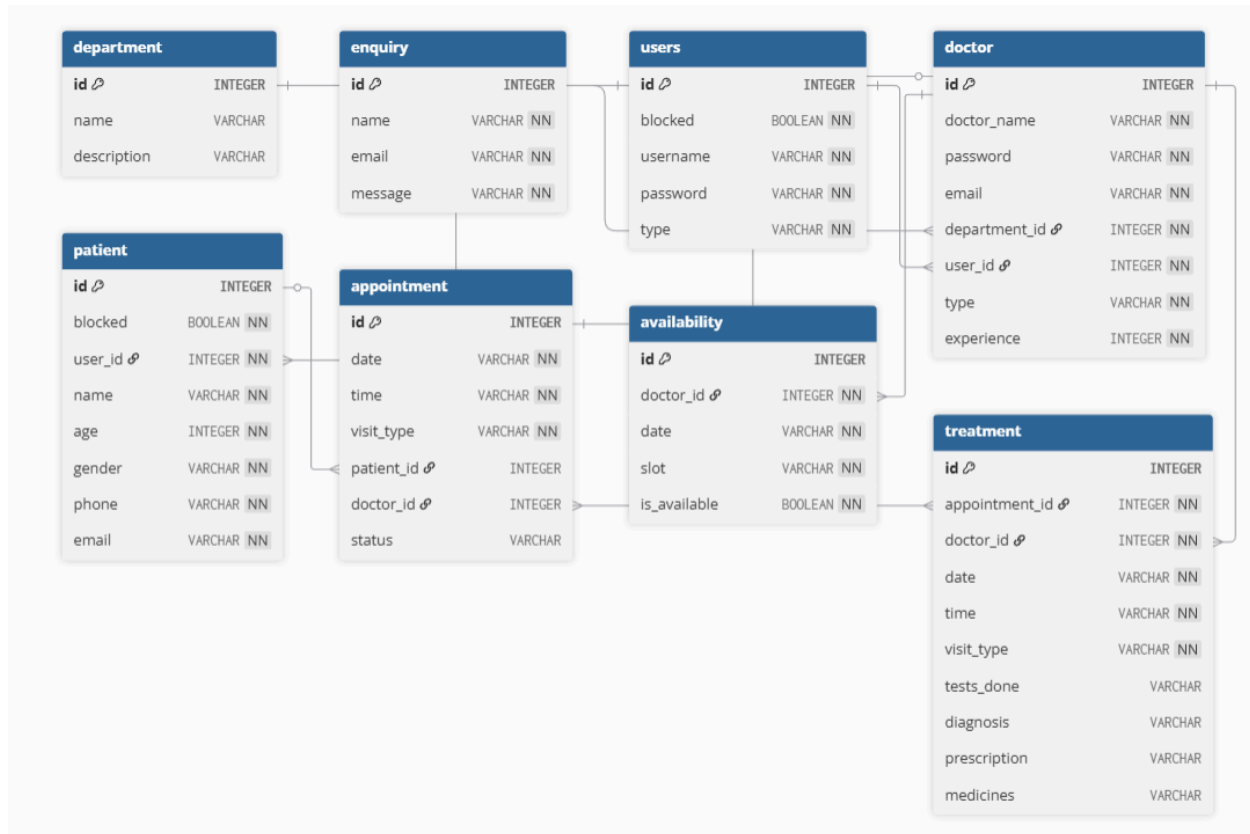 department
id INTEGER
name VARCHAR
description VARCHAR
enquiry
id INTEGER
name VARCHAR NN
email VARCHAR NN
message VARCHAR NN
users
id INTEGER
blocked BOOLEAN NN
username VARCHAR NN
password VARCHAR NN
type VARCHAR NN
doctor
id INTEGER
doctor_name VARCHAR NN
password VARCHAR NN
email VARCHAR NN
department_id INTEGER NN
user_id INTEGER NN
type VARCHAR NN
experience INTEGER NN
patient
id INTEGER
blocked BOOLEAN NN
user_id INTEGER NN
name VARCHAR NN
age INTEGER NN
gender VARCHAR NN
phone VARCHAR NN
email VARCHAR NN
appointment
id INTEGER
date VARCHAR NN
time VARCHAR NN
visit_type VARCHAR NN
patient_id INTEGER
doctor_id INTEGER
status VARCHAR
availability
id INTEGER
doctor_id INTEGER NN
date VARCHAR NN
slot VARCHAR NN
is_available BOOLEAN NN
treatment
id INTEGER
appointment_id INTEGER NN
doctor_id INTEGER NN
date VARCHAR NN
time VARCHAR NN
visit_type VARCHAR NN
tests_done VARCHAR
diagnosis VARCHAR
prescription VARCHAR
medicines VARCHAR